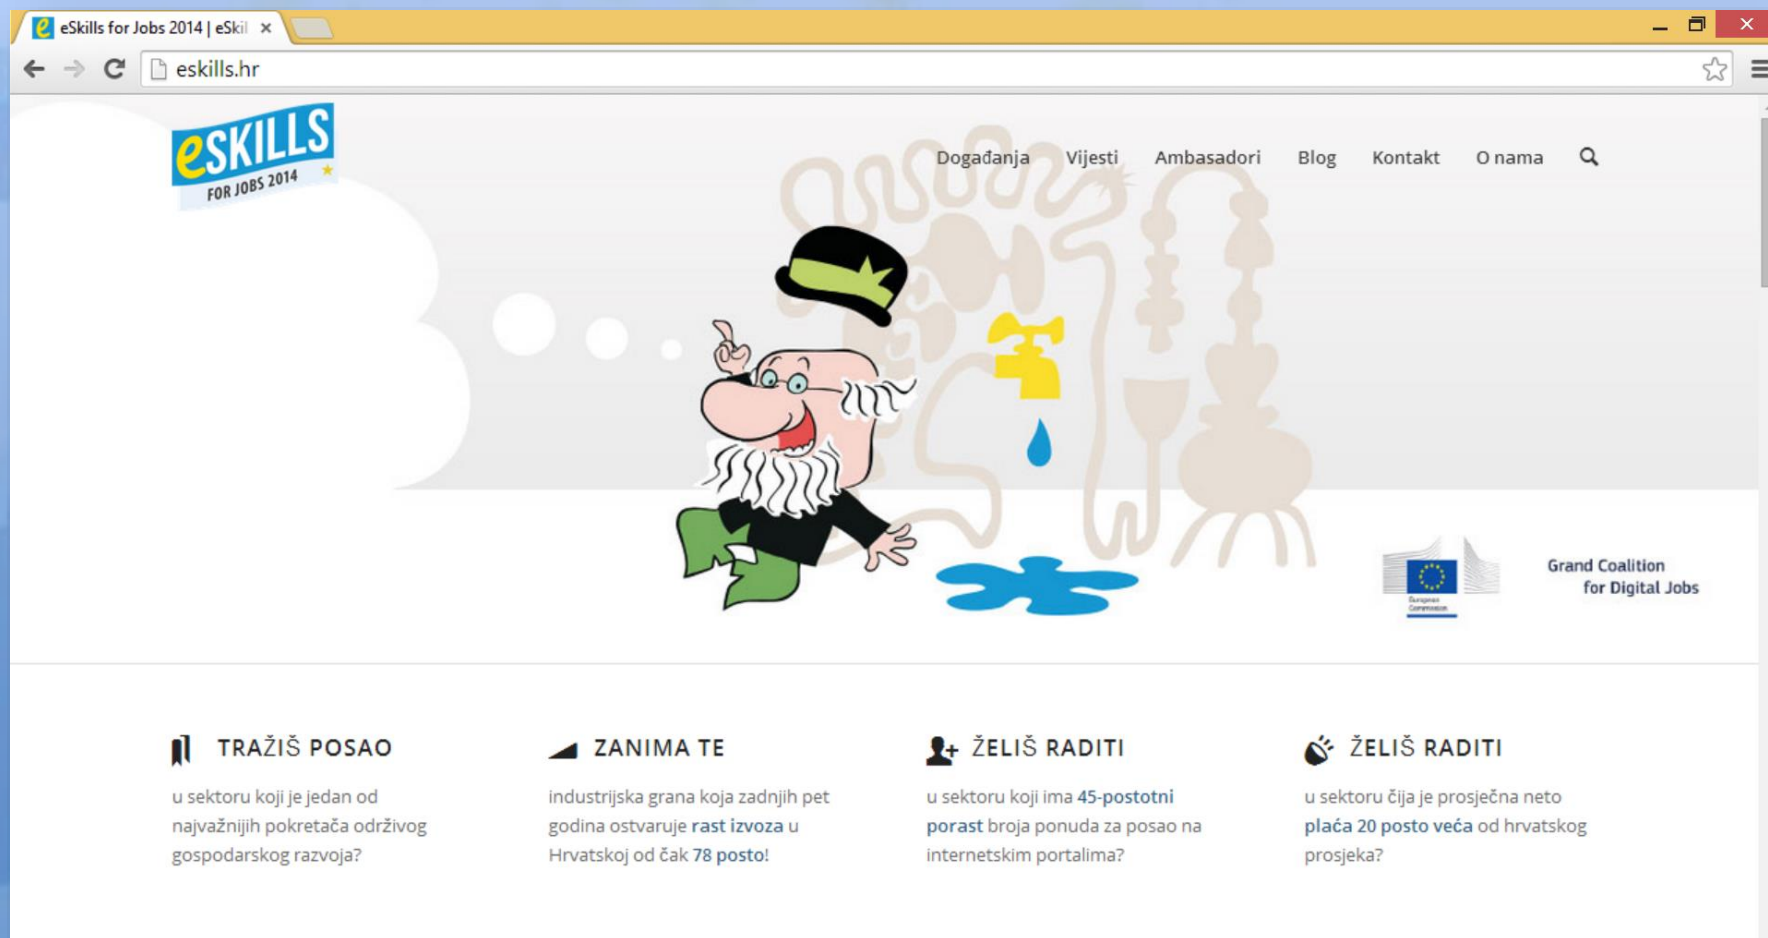 eSkills for Jobs 2014 | eSkil
eskills.hr
eSKILLS
FOR JOBS 2014
Događanja Vijesti Ambasadori Blog Kontakt O nama
European
Commission
Grand Coalition
for Digital Jobs
TRAŽIŠ POSAO
u sektoru koji je jedan od
najvažnijih pokretača održivog
gospodarskog razvoja?
ZANIMA TE
industrijska grana koja zadnjih pet
godina ostvaruje rast izvoza u
Hrvatskoj od čak 78 posto!
ŽELIŠ RADITI
u sektoru koji ima 45-postotni
porast broja ponuda za posao na
internetskim portalima?
ŽELIŠ RADITI
u sektoru čija je prosječna neto
plaća 20 posto veća od hrvatskog
prosjeka?